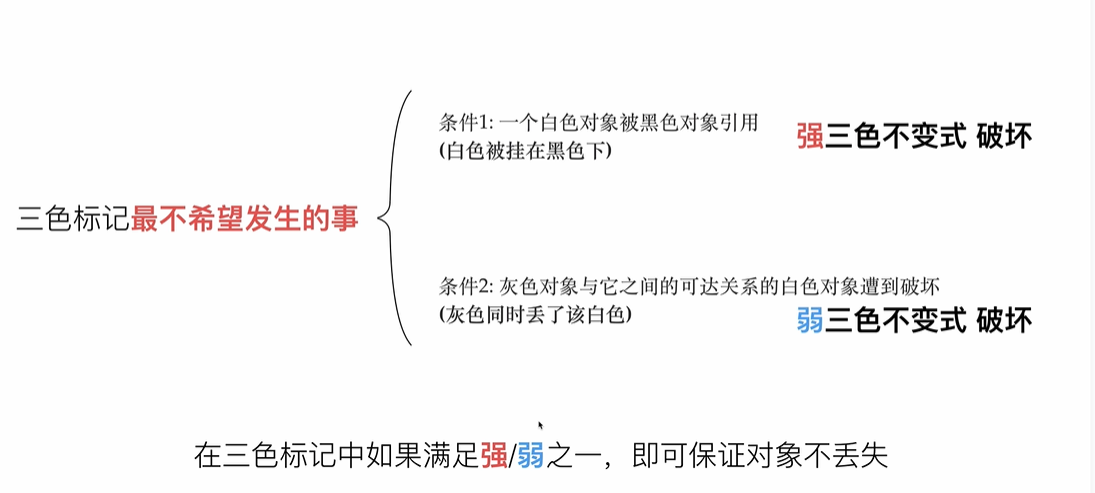 条件1: 一个白色对象被黑色对象引用
(白色被挂在黑色下)
强三色不变式 破坏
三色标记最不希望发生的事
条件2: 灰色对象与它之间的可达关系的白色对象遭到破坏
(灰色同时丢了该白色)
弱三色不变式 破坏
在三色标记中如果满足强/弱之一，即可保证对象不丢失